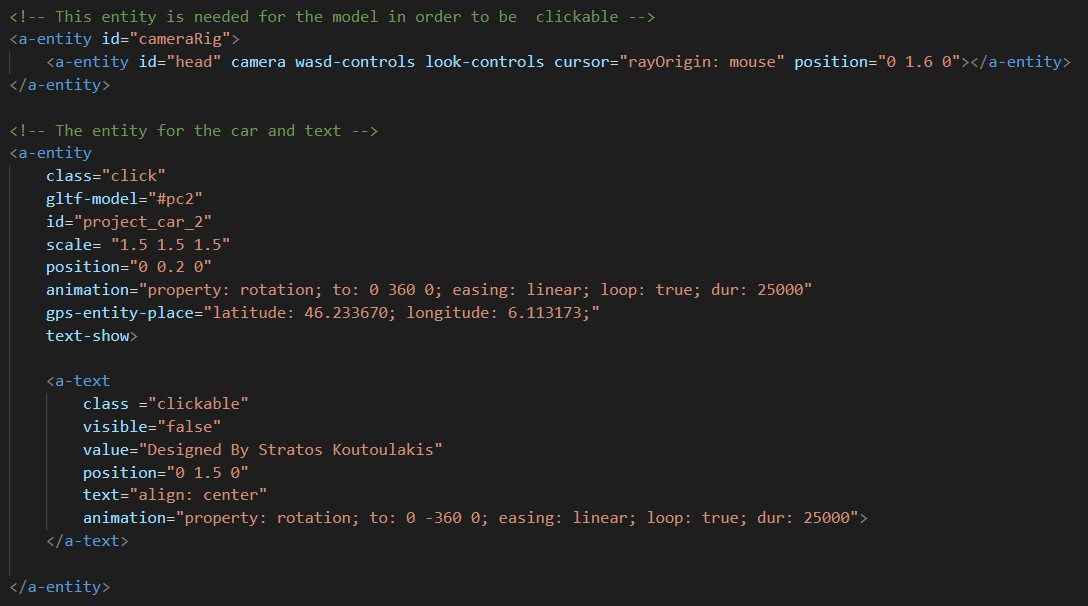 <!-- This entity is needed for the model in order to be  clickable -->
<a-entity id="cameraRig">
    <a-entity id="head" camera wasd-controls look-controls cursor="rayOrigin: mouse" position="0 1.6 0"></a-entity>
</a-entity>

<!-- The entity for the car and text -->
<a-entity
    class="click"
    gltf-model="#pc2"
    id="project_car_2"
    scale= "1.5 1.5 1.5"
    position="0 0.2 0"
    animation="property: rotation; to: 0 360 0; easing: linear; loop: true; dur: 25000"
    gps-entity-place="latitude: 46.233670; longitude: 6.113173;"
    text-show>

    <a-text
        class ="clickable"
        visible="false"
        value="Designed By Stratos Koutoulakis"
        position="0 1.5 0"
        text="align: center"
        animation="property: rotation; to: 0 -360 0; easing: linear; loop: true; dur: 25000">
    </a-text>

</a-entity>